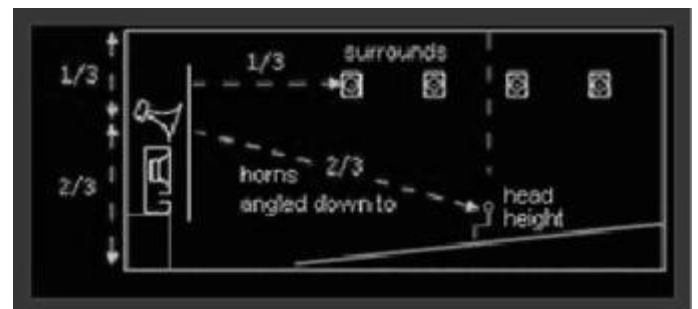 surrounds
1/3
1/3
2/3
2/3
horns
angled down to
head
height